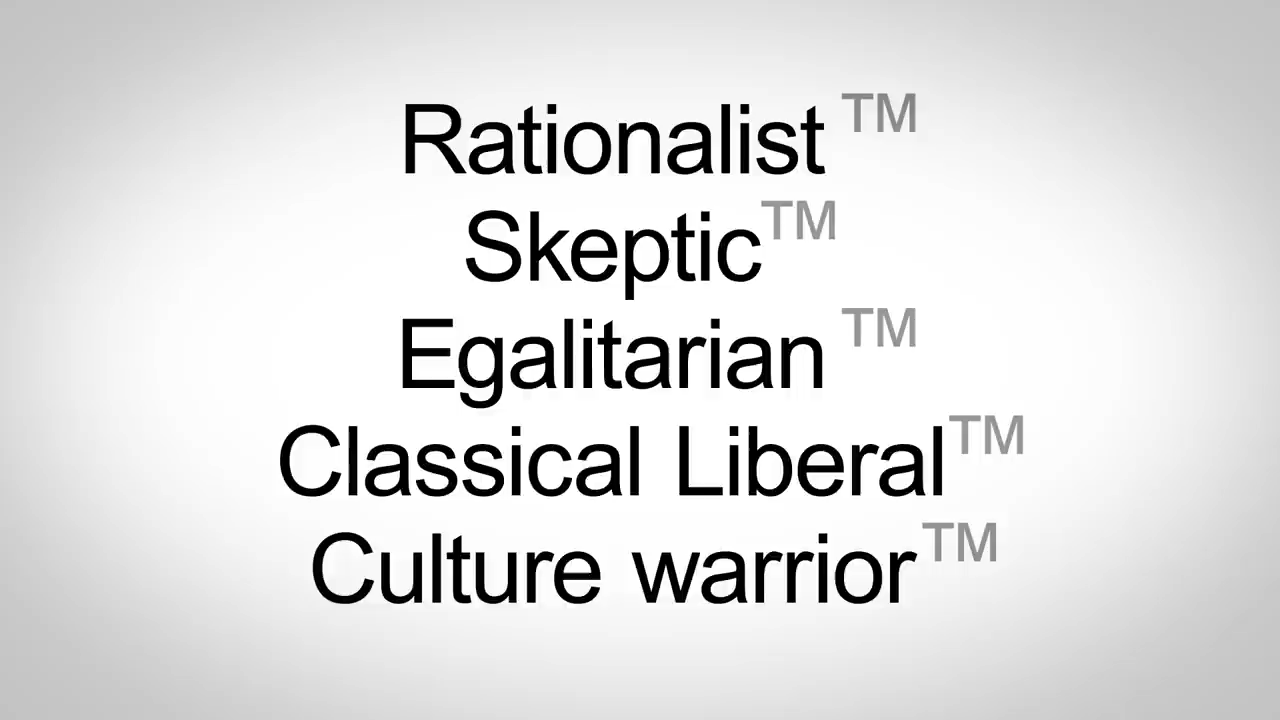 Rationalist ™
Skeptic™
Egalitarian ™
Classical Liberal™
Culture warrior™